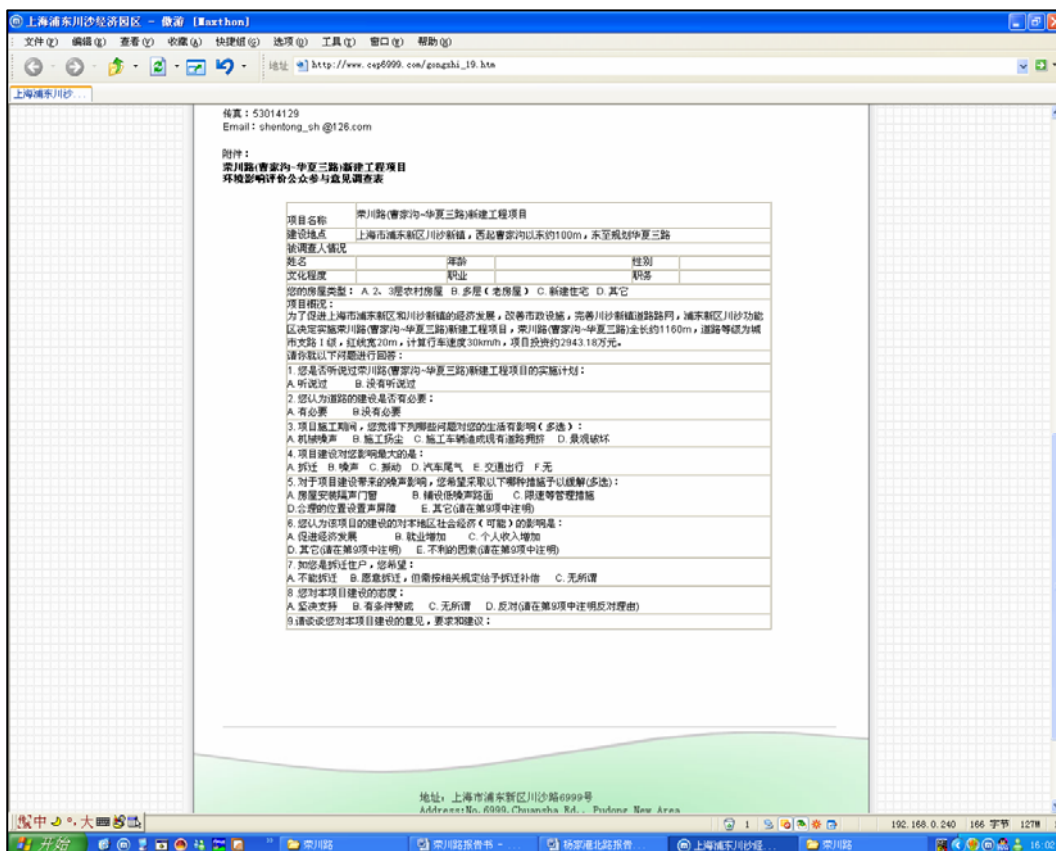 上海浦东川沙经济园区 - 傲游 [Maxthon]
文件(F) 编辑(E) 查看(V) 收藏(A) 快捷组(G) 选项(O) 工具(T) 窗口(W) 帮助(H)
地址 http://www.cep6999.com/gongshi_19.htm
上海浦东川沙...
传真：53014129
Email：shentong_sh @126.com
附件：
荣川路(曹家沟~华夏三路)新建工程项目
环境影响评价公众参与意见调查表
项目名称 荣川路(曹家沟~华夏三路)新建工程项目
建设地点 上海市浦东新区川沙新镇，西起曹家沟以东约100m，东至规划华夏三路
被调查人情况
姓名 年龄 性别
文化程度 职业 职务
您的房屋类型： A.2、3层农村房屋 B.多层（老房屋） C.新建住宅 D.其它
项目概况：
为了促进上海市浦东新区和川沙新镇的经济发展，改善市政设施，完善川沙新镇道路路网，浦东新区川沙功能
区决定实施荣川路(曹家沟~华夏三路)新建工程项目，荣川路(曹家沟~华夏三路)全长约1160m，道路等级为城
市支路Ⅰ级，红线宽20m，计算行车速度30km/h，项目投资约2943.18万元。
请你就以下问题进行回答：
1.您是否听说过荣川路(曹家沟~华夏三路)新建工程项目的实施计划：
A.听说过 B.没有听说过
2.您认为道路的建设是否有必要：
A.有必要 B.没有必要
3.项目施工期间，您觉得下列哪些问题对您的生活有影响（多选）：
A.机械噪声 B.施工扬尘 C.施工车辆造成现有道路拥挤 D.景观破坏
4.项目建设对您影响最大的是：
A.拆迁 B.噪声 C.振动 D.汽车尾气 E.交通出行 F.无
5.对于项目建设带来的噪声影响，您希望采取以下哪种措施予以缓解(多选)：
A.房屋安装隔声门窗 B.铺设低噪声路面 C.限速等管理措施
D.合理的位置设置声屏障 E.其它(请在第9项中注明)
6.您认为该项目的建设的对本地区社会经济（可能）的影响是：
A.促进经济发展 B.就业增加 C.个人收入增加
D.其它(请在第9项中注明) E.不利的因素(请在第9项中注明)
7.如您是拆迁住户，您希望：
A.不能拆迁 B.愿意拆迁，但需按相关规定给予拆迁补偿 C.无所谓
8.您对本项目建设的态度：
A.坚决支持 B.有条件赞成 C.无所谓 D.反对(请在第9项中注明反对理由)
9.请谈谈您对本项目建设的意见，要求和建议：
地址：上海市浦东新区川沙路6999号
Address:No.6999,Chuansha Rd., Pudong New Area
中 大
1 192.168.0.240 166 字节 127M
开始 荣川路 荣川路报告书 - ... 杨家港北路报告... 上海浦东川沙经... 荣川路 16:02